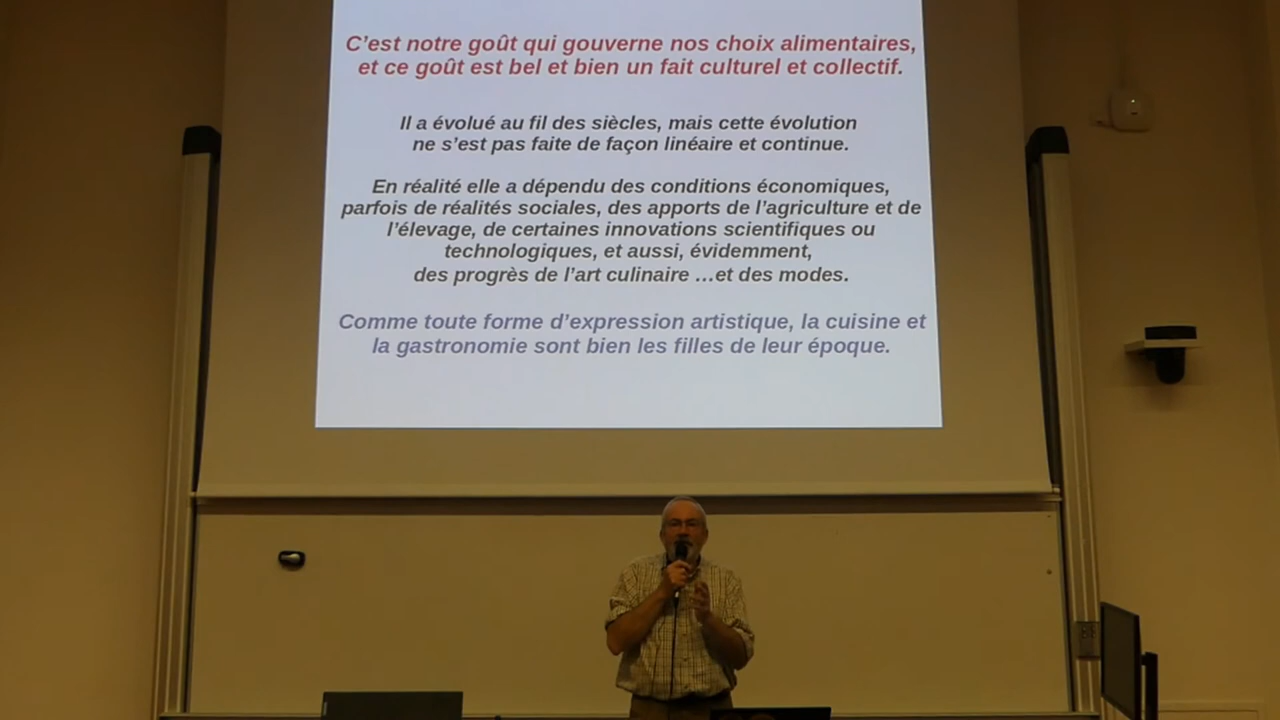 C’est notre goût qui gouverne nos choix alimentaires,
et ce goût est bel et bien un fait culturel et collectif.
Il a évolué au fil des siècles, mais cette évolution
ne s’est pas faite de façon linéaire et continue.
En réalité elle a dépendu des conditions économiques,
parfois de réalités sociales, des apports de l’agriculture et de
l’élevage, de certaines innovations scientifiques ou
technologiques, et aussi, évidemment,
des progrès de l’art culinaire …et des modes.
Comme toute forme d’expression artistique, la cuisine et
la gastronomie sont bien les filles de leur époque.